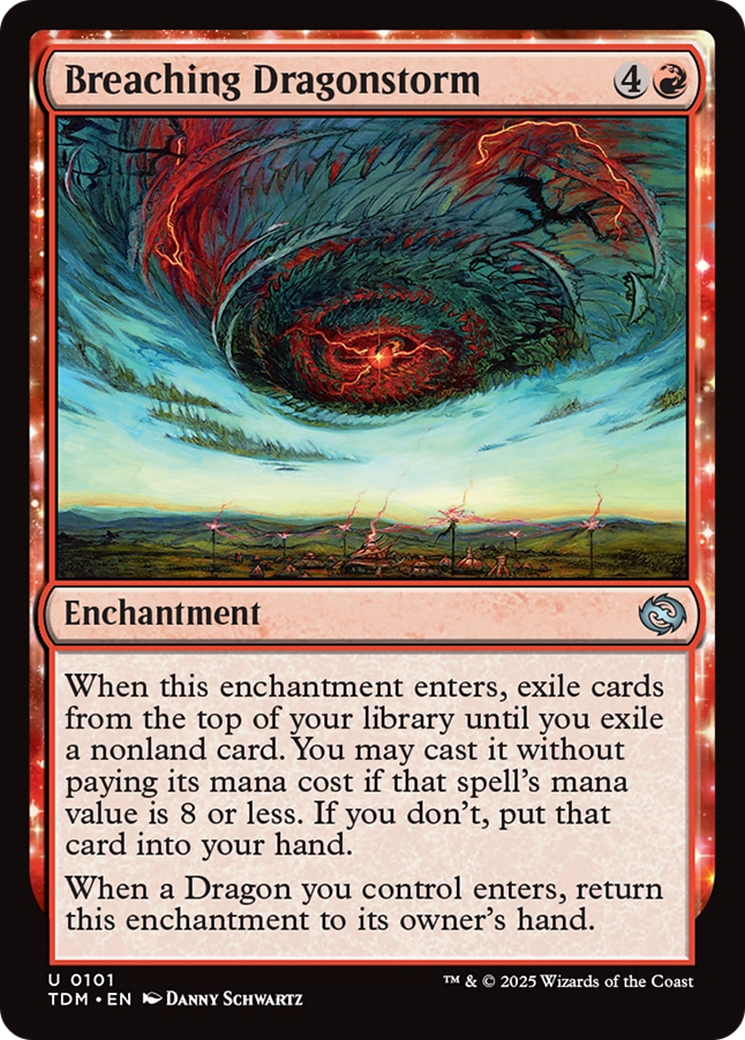 Breaching Dragonstorm 4
Enchantment
When this enchantment enters, exile cards
from the top of your library until you exile
a nonland card. You may cast it without
paying its mana cost if that spell's mana
value is 8 or less. If you don't, put that
card into your hand.
When a Dragon you control enters, return
this enchantment to its owner's hand.
U 0101
TDM • EN DANNY SCHWARTZ
™ & © 2025 Wizards of the Coast